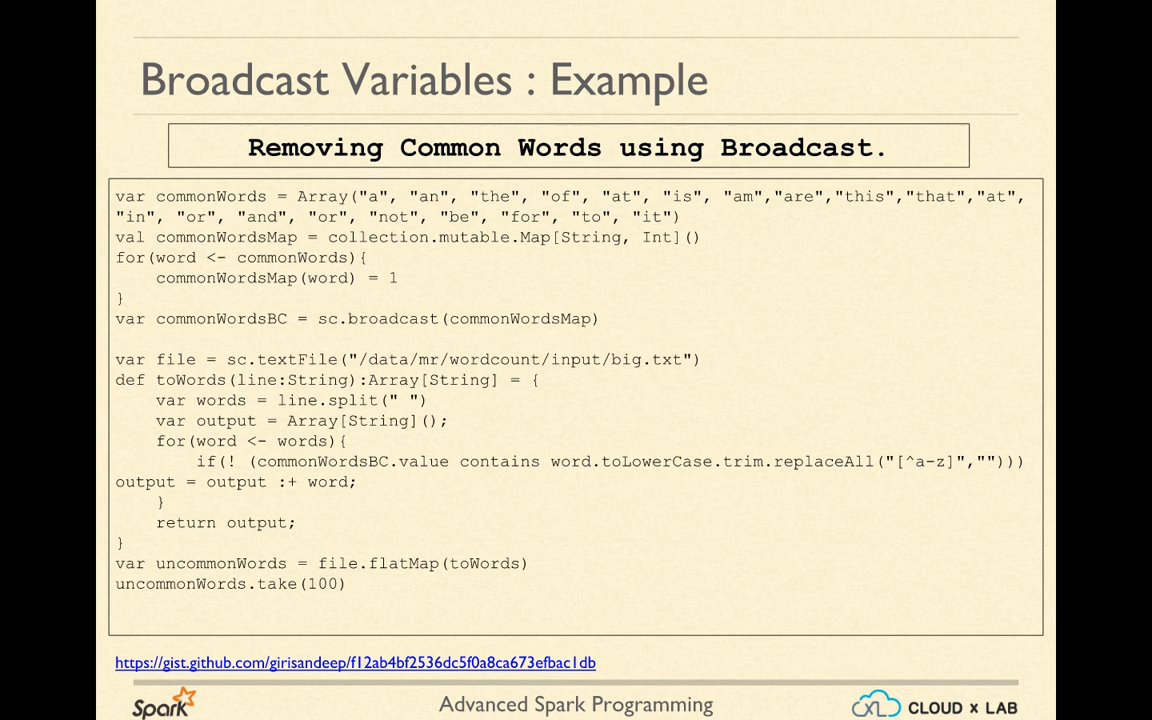 Broadcast Variables : Example
Removing Common Words using Broadcast.
var commonWords = Array("a", "an", "the", "of", "at", "is", "am","are","this","that","at",
"in", "or", "and", "or", "not", "be", "for", "to", "it")
val commonWordsMap = collection.mutable.Map[String, Int]()
for(word <- commonWords){
    commonWordsMap(word) = 1
}
var commonWordsBC = sc.broadcast(commonWordsMap)
var file = sc.textFile("/data/mr/wordcount/input/big.txt")
def toWords(line:String):Array[String] = {
    var words = line.split(" ")
    var output = Array[String]();
    for(word <- words){
        if(! (commonWordsBC.value contains word.toLowerCase.trim.replaceAll("[^a-z]","")))
output = output :+ word;
    }
    return output;
}
var uncommonWords = file.flatMap(toWords)
uncommonWords.take(100)
https://gist.github.com/girisandeep/f12ab4bf2536dc5f0a8ca673efbac1db
Spark
Advanced Spark Programming
CXL CLOUD x LAB